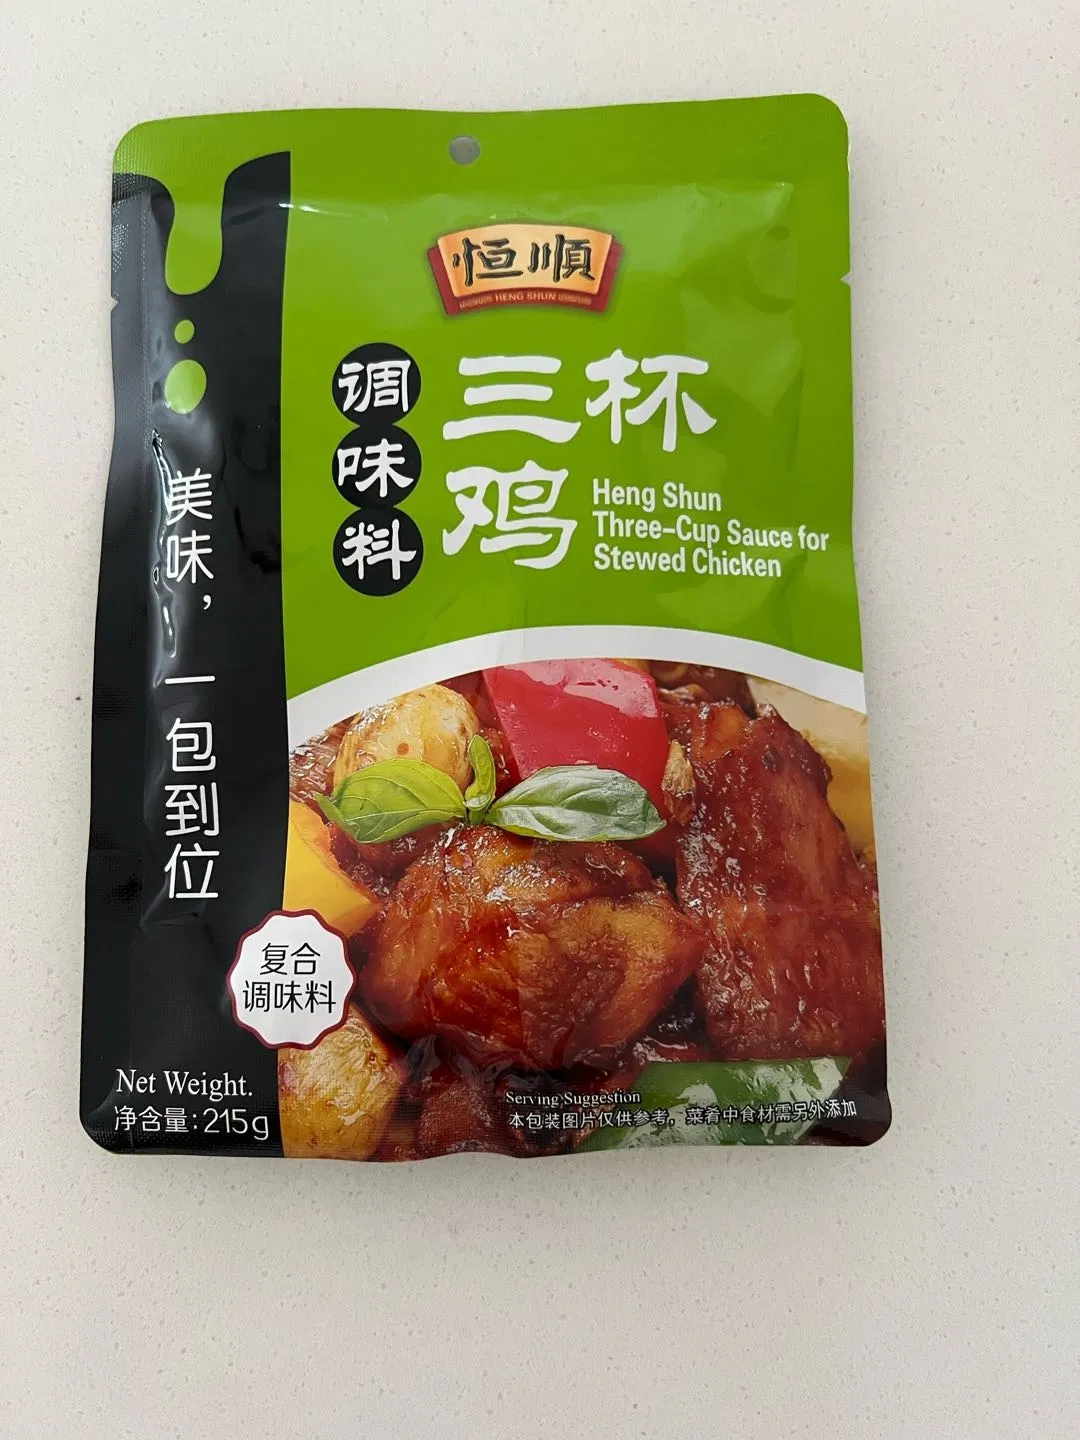 恒順
HENG SHUN
调味料
三杯
鸡
Heng Shun
Three-Cup Sauce for
Stewed Chicken
美味，一包到位
复合
调味料
Net Weight.
净含量:215g
Serving Suggestion
本包装图片仅供参考，菜肴中食材需另外添加